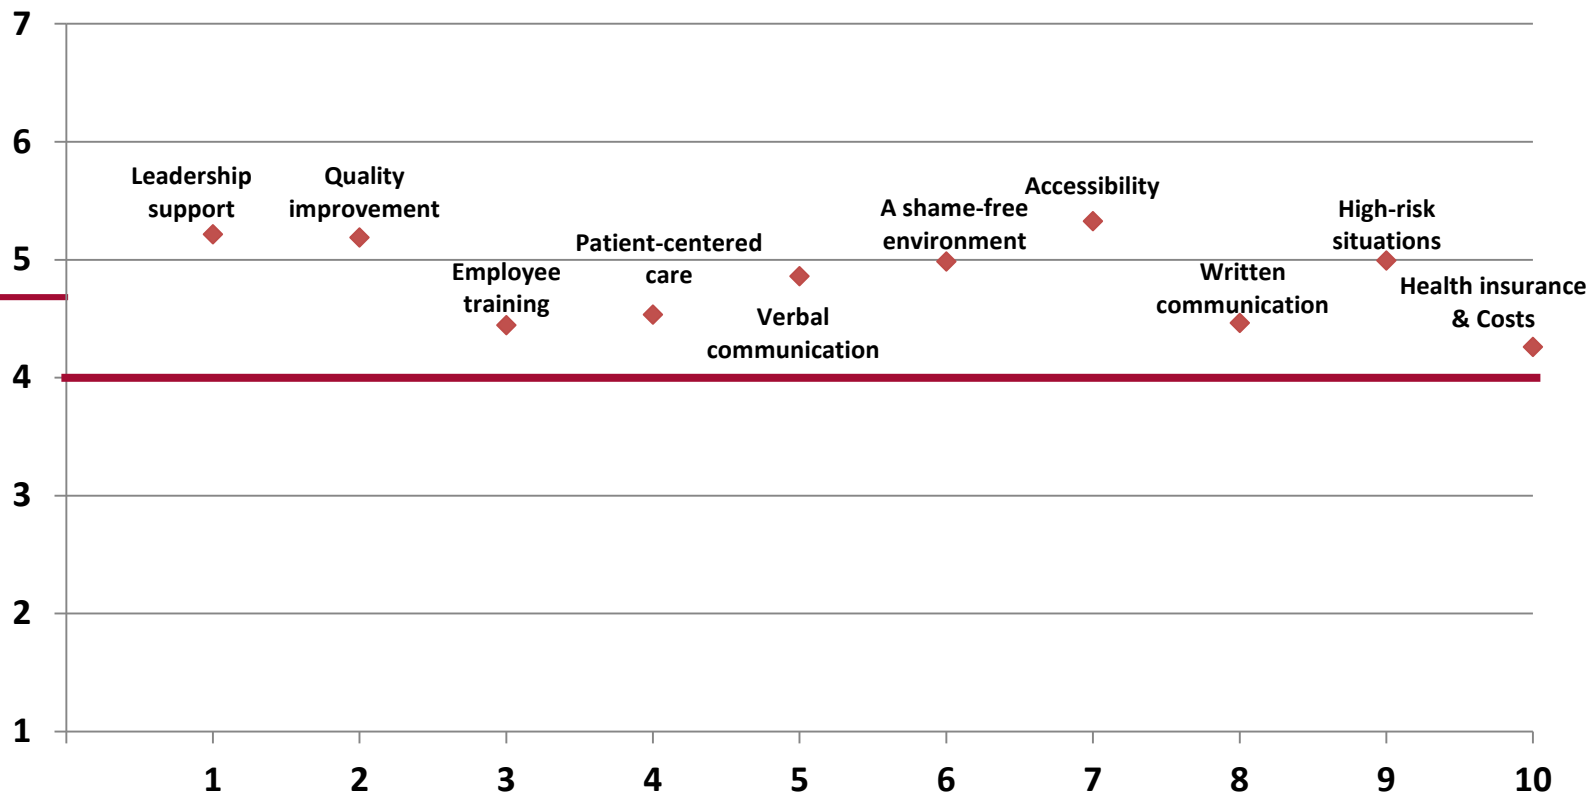 7
6
5
4
3
2
1
Leadership
support
Quality
improvement
Employee
training
Patient-centered
care
Verbal
communication
A shame-free
environment
Accessibility
Written
communication
High-risk
situations
Health insurance
& Costs
1 2 3 4 5 6 7 8 9 10